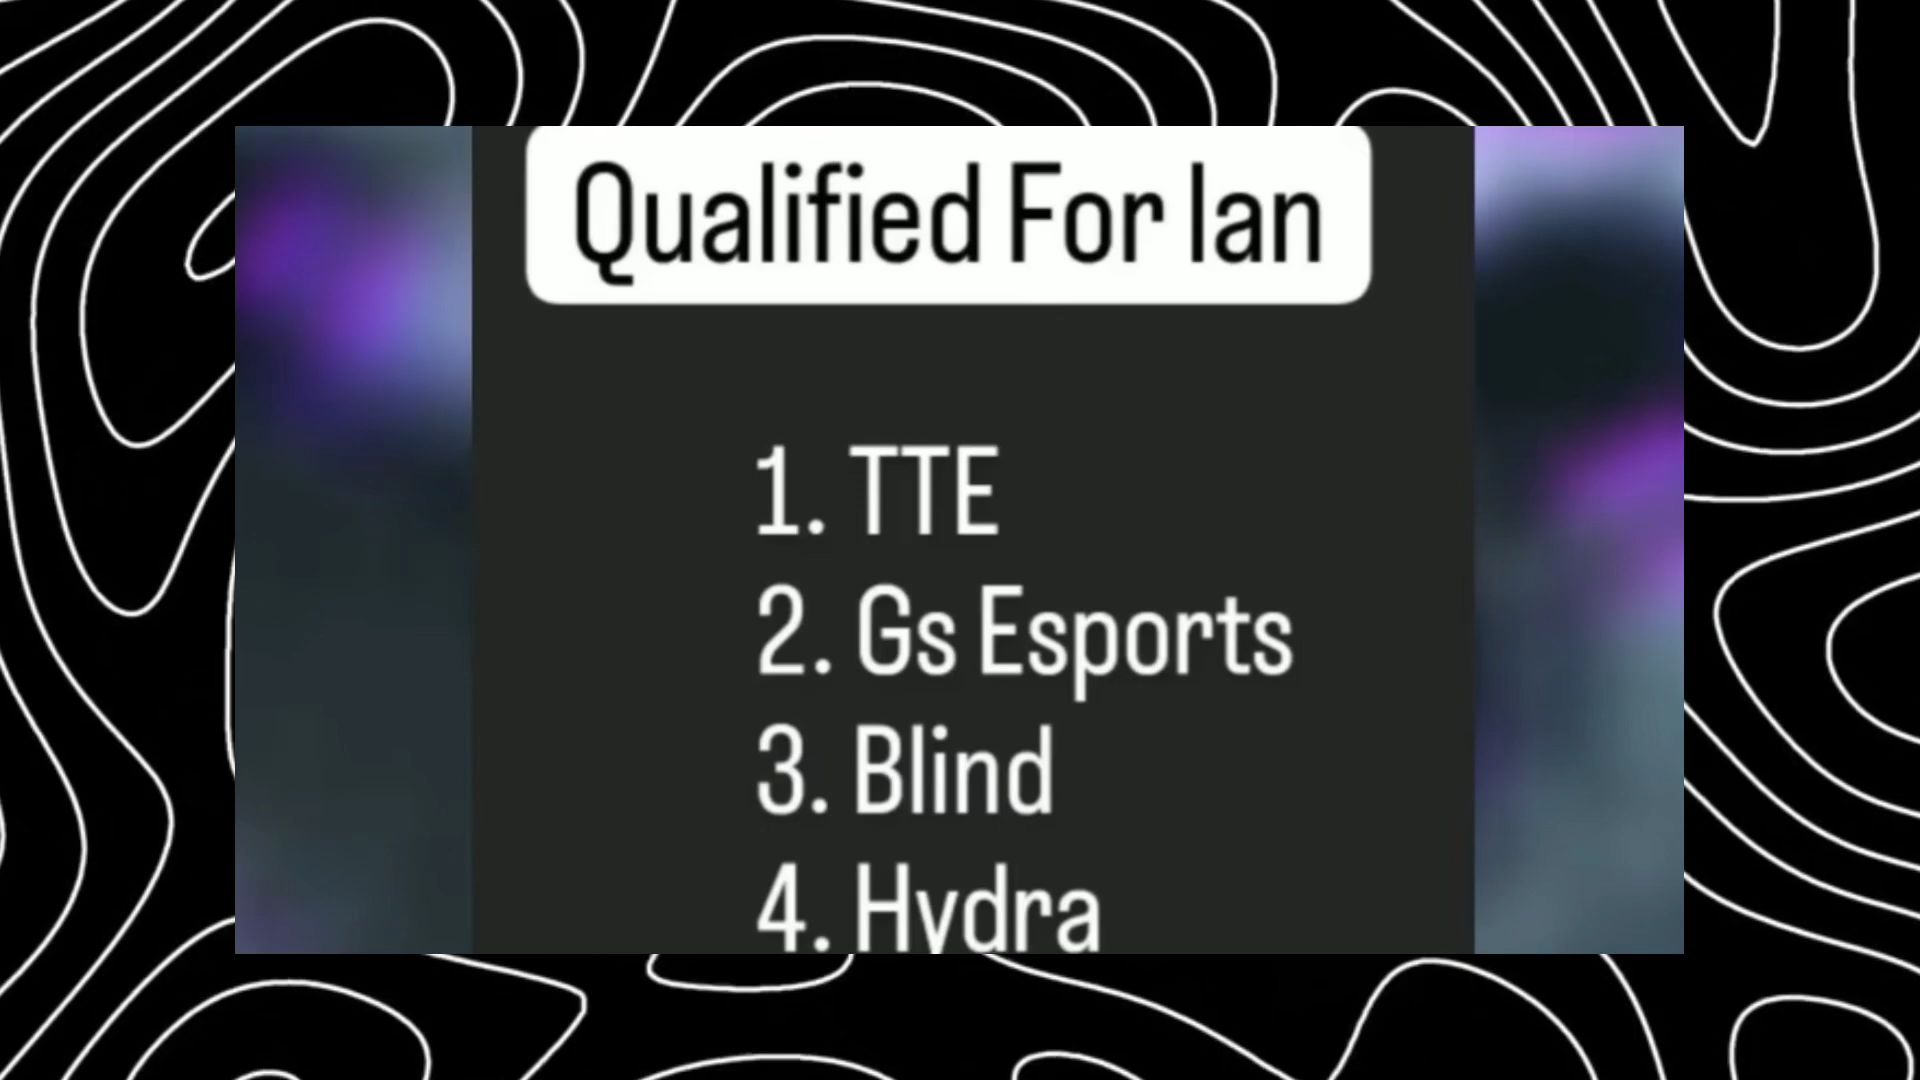 Qualified For lan
1. TTE
2. Gs Esports
3. Blind
4. Hydra